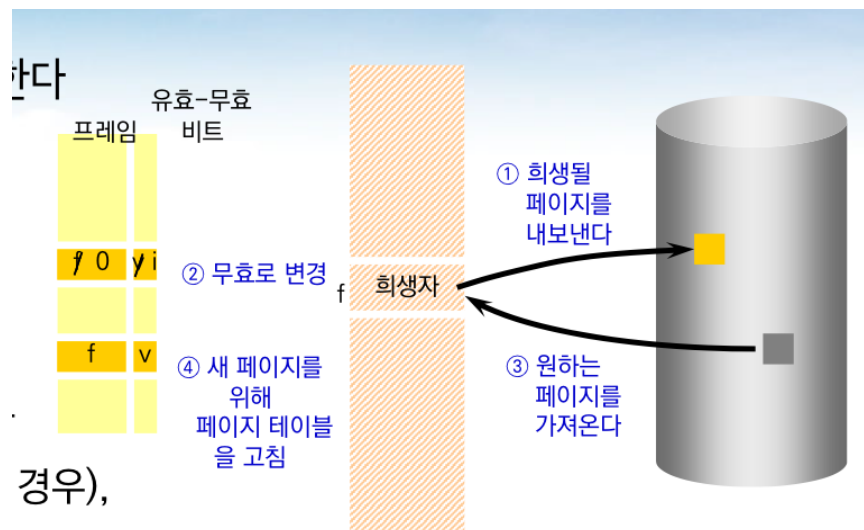 한다
유효-무효
프레임 비트
① 희생될
페이지를
내보낸다
f 0 v i
② 무효로 변경
f 희생자
f v
④ 새 페이지를
위해
페이지 테이블
을 고침
③ 원하는
페이지를
가져온다
경우),